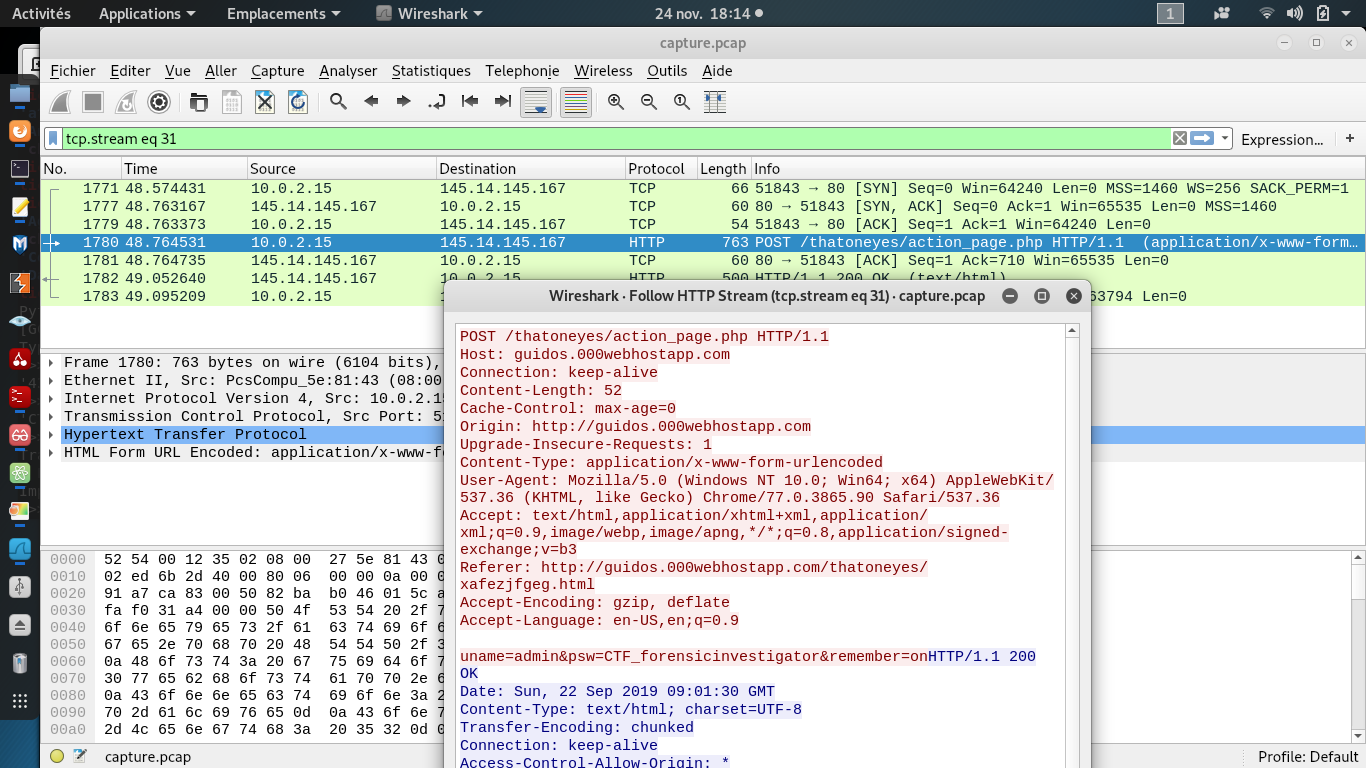 Activités Applications Emplacements Wireshark 24 nov. 18:14 1
capture.pcap
Fichier Editer Vue Aller Capture Analyser Statistiques Telephonie Wireless Outils Aide
tcp.stream eq 31 Expression… +
No. Time Source Destination Protocol Length Info
1771 48.574431 10.0.2.15 145.14.145.167 TCP 66 51843 → 80 [SYN] Seq=0 Win=64240 Len=0 MSS=1460 WS=256 SACK_PERM=1
1777 48.763167 145.14.145.167 10.0.2.15 TCP 60 80 → 51843 [SYN, ACK] Seq=0 Ack=1 Win=65535 Len=0 MSS=1460
1779 48.763373 10.0.2.15 145.14.145.167 TCP 54 51843 → 80 [ACK] Seq=1 Ack=1 Win=64240 Len=0
1780 48.764531 10.0.2.15 145.14.145.167 HTTP 763 POST /thatoneyes/action_page.php HTTP/1.1 (application/x-www-form…
1781 48.764735 145.14.145.167 10.0.2.15 TCP 60 80 → 51843 [ACK] Seq=1 Ack=710 Win=65535 Len=0
1782 49.052640 145.14.145.167 10.0.2.15 HTTP 500 HTTP/1.1 200 OK (text/html)
1783 49.095209 10.0.2.15 63794 Len=0
Wireshark · Follow HTTP Stream (tcp.stream eq 31) · capture.pcap
POST /thatoneyes/action_page.php HTTP/1.1
Host: guidos.000webhostapp.com
Connection: keep-alive
Content-Length: 52
Cache-Control: max-age=0
Origin: http://guidos.000webhostapp.com
Upgrade-Insecure-Requests: 1
Content-Type: application/x-www-form-urlencoded
User-Agent: Mozilla/5.0 (Windows NT 10.0; Win64; x64) AppleWebKit/
537.36 (KHTML, like Gecko) Chrome/77.0.3865.90 Safari/537.36
Accept: text/html,application/xhtml+xml,application/
xml;q=0.9,image/webp,image/apng,*/*;q=0.8,application/signed-
exchange;v=b3
Referer: http://guidos.000webhostapp.com/thatoneyes/
xafezjfgeg.html
Accept-Encoding: gzip, deflate
Accept-Language: en-US,en;q=0.9
uname=admin&psw=CTF_forensicinvestigator&remember=onHTTP/1.1 200
OK
Date: Sun, 22 Sep 2019 09:01:30 GMT
Content-Type: text/html; charset=UTF-8
Transfer-Encoding: chunked
Connection: keep-alive
Access-Control-Allow-Origin: *
Frame 1780: 763 bytes on wire (6104 bits),
Ethernet II, Src: PcsCompu_5e:81:43 (08:00
Internet Protocol Version 4, Src: 10.0.2.15
Transmission Control Protocol, Src Port: 5
Hypertext Transfer Protocol
HTML Form URL Encoded: application/x-www-f
0000 52 54 00 12 35 02 08 00 27 5e 81 43 0
0010 02 ed 6b 2d 40 00 80 06 00 00 0a 00 0
0020 91 a7 ca 83 00 50 82 ba b0 46 01 5c a
0030 fa f0 31 a4 00 00 50 4f 53 54 20 2f 7
0040 6f 6e 65 79 65 73 2f 61 63 74 69 6f 6
0050 67 65 2e 70 68 70 20 48 54 54 50 2f 3
0060 0a 48 6f 73 74 3a 20 67 75 69 64 6f 7
0070 30 77 65 62 68 6f 73 74 61 70 70 2e 6
0080 0a 43 6f 6e 6e 65 63 74 69 6f 6e 3a 2
0090 70 2d 61 6c 69 76 65 0d 0a 43 6f 6e 7
00a0 2d 4c 65 6e 67 74 68 3a 20 35 32 0d 0
capture.pcap Profile: Default